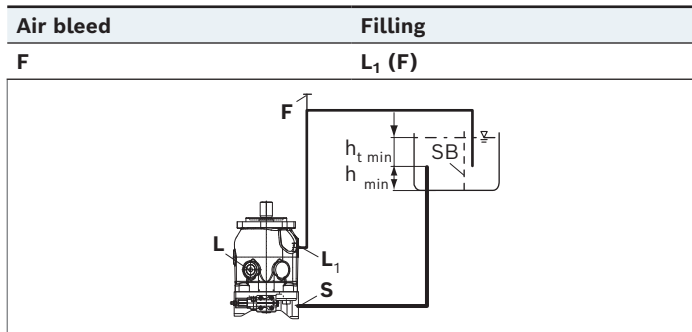 Air bleed Filling
F L₁ (F)
F
hₜ ₘᵢₙ SB
h ₘᵢₙ
L L₁
S